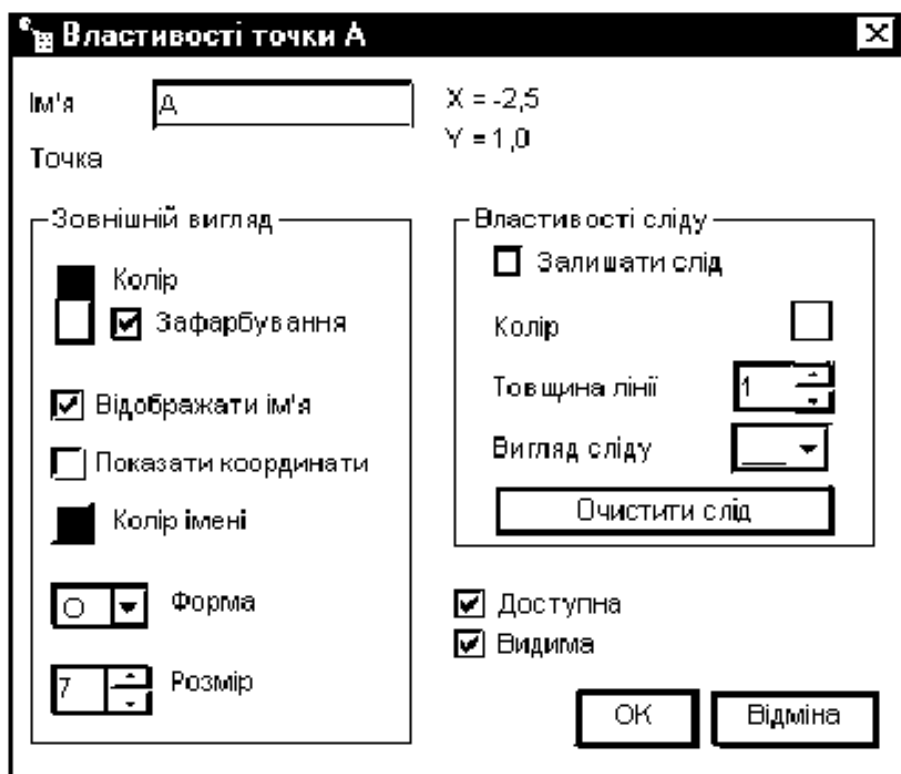 Властивості точки А
Ім'я А
X = -2,5
Y = 1,0
Точка
Зовнішній вигляд
Колір
Зафарбування
Відображати ім'я
Показати координати
Колір імені
Форма
7 Розмір
Властивості сліду
Залишати слід
Колір
Товщина лінії 1
Вигляд сліду
Очистити слід
Доступна
Видима
ОК Відміна